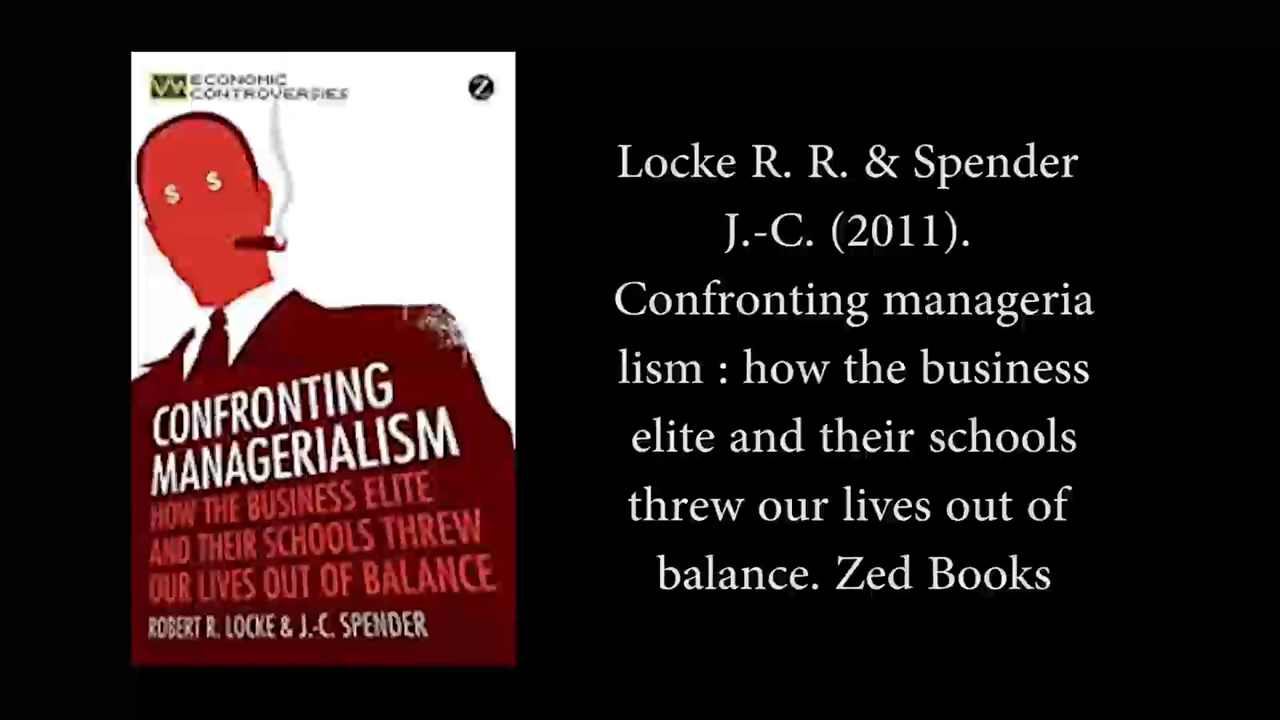 ECONOMIC
CONTROVERSIES
Z
$ $
CONFRONTING
MANAGERIALISM
HOW THE BUSINESS ELITE
AND THEIR SCHOOLS THREW
OUR LIVES OUT OF BALANCE
ROBERT R. LOCKE & J.-C. SPENDER
Locke R. R. & Spender
J.-C. (2011).
Confronting manageria
lism : how the business
elite and their schools
threw our lives out of
balance. Zed Books